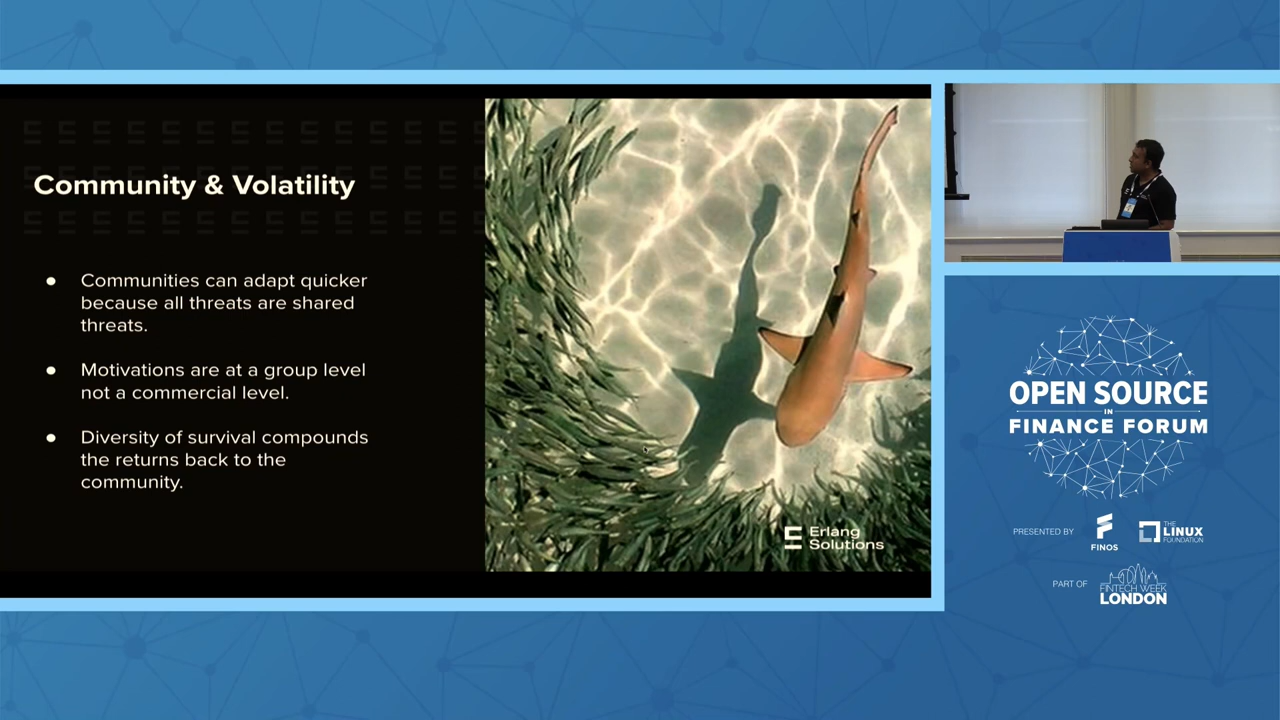 Community & Volatility
● Communities can adapt quicker
because all threats are shared
threats.
● Motivations are at a group level
not a commercial level.
● Diversity of survival compounds
the returns back to the
community.
Erlang
Solutions
OPEN SOURCE
IN
FINANCE FORUM
PRESENTED BY
FINOS
THE
LINUX
FOUNDATION
PART OF
FINTECH WEEK
LONDON